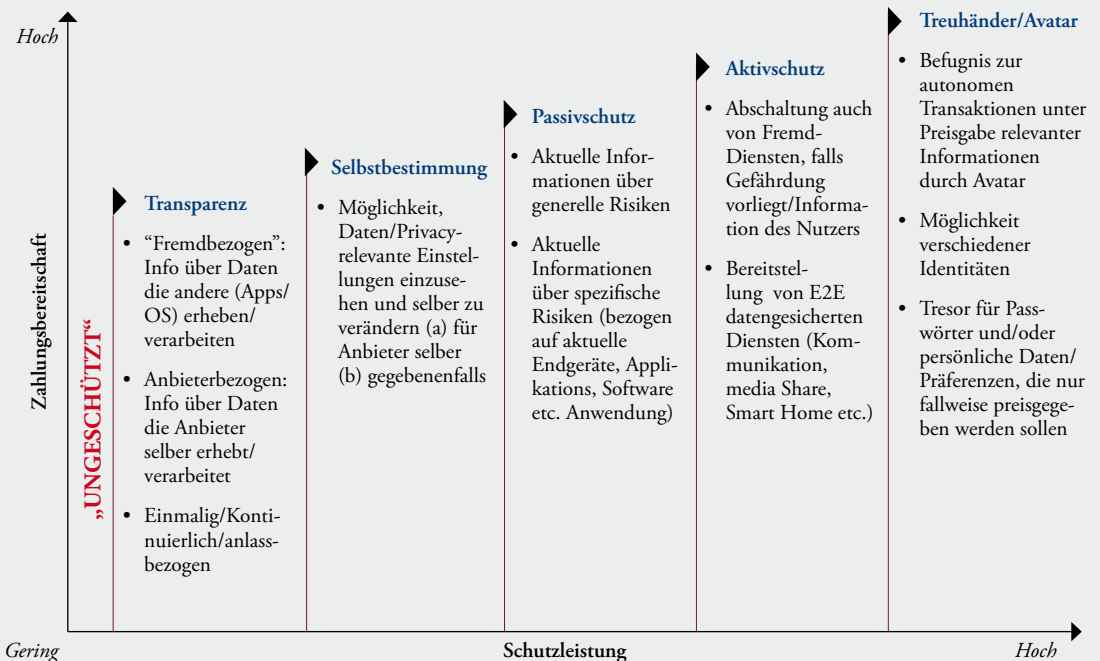 Hoch
Zahlungsbereitschaft
„UNGESCHÜTZT“
Transparenz
• “Fremdbezogen”:
Info über Daten
die andere (Apps/
OS) erheben/
verarbeiten
• Anbieterbezogen:
Info über Daten
die Anbieter
selber erhebt/
verarbeitet
• Einmalig/Konti-
nuierlich/anlass-
bezogen
Selbstbestimmung
• Möglichkeit,
Daten/Privacy-
relevante Einstel-
lungen einzuse-
hen und selber zu
verändern (a) für
Anbieter selber
(b) gegebenenfalls
Passivschutz
• Aktuelle Infor-
mationen über
generelle Risiken
• Aktuelle
Informationen
über spezifische
Risiken (bezogen
auf aktuelle
Endgeräte, Appli-
kations, Software
etc. Anwendung)
Aktivschutz
• Abschaltung auch
von Fremd-
Diensten, falls
Gefährdung
vorliegt/Informa-
tion des Nutzers
• Bereitstel-
lung von E2E
datengesicherten
Diensten (Kom-
munikation,
media Share,
Smart Home etc.)
Treuhänder/Avatar
• Befugnis zur
autonomen
Transaktionen unter
Preisgabe relevanter
Informationen
durch Avatar
• Möglichkeit
verschiedener
Identitäten
• Tresor für Pass-
wörter und/oder
persönliche Daten/
Präferenzen, die nur
fallweise preisgege-
ben werden sollen
Gering
Schutzleistung
Hoch